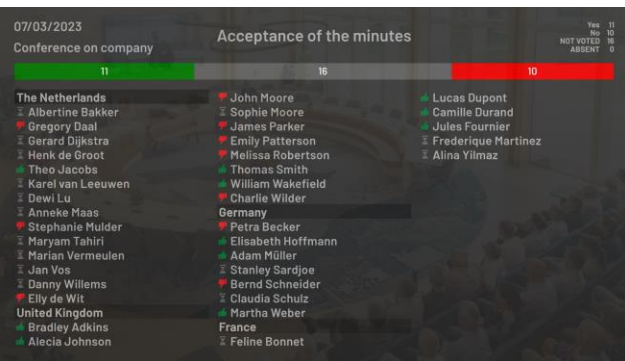 07/03/2023
Conference on company
Acceptance of the minutes
Yes 11
No 10
NOT VOTED 16
ABSENT 0
11
16
10
The Netherlands
Albertine Bakker
Gregory Daal
Gerard Dijkstra
Henk de Groot
Theo Jacobs
Karel van Leeuwen
Dewi Lu
Anneke Maas
Stephanie Mulder
Maryam Tahiri
Marian Vermeulen
Jan Vos
Danny Willems
Elly de Wit
United Kingdom
Bradley Adkins
Alecia Johnson
John Moore
Sophie Moore
James Parker
Emily Patterson
Melissa Robertson
Thomas Smith
William Wakefield
Charlie Wilder
Germany
Petra Becker
Elisabeth Hoffmann
Adam Müller
Stanley Sardjoe
Bernd Schneider
Claudia Schulz
Martha Weber
France
Feline Bonnet
Lucas Dupont
Camille Durand
Jules Fournier
Frederique Martinez
Alina Yilmaz